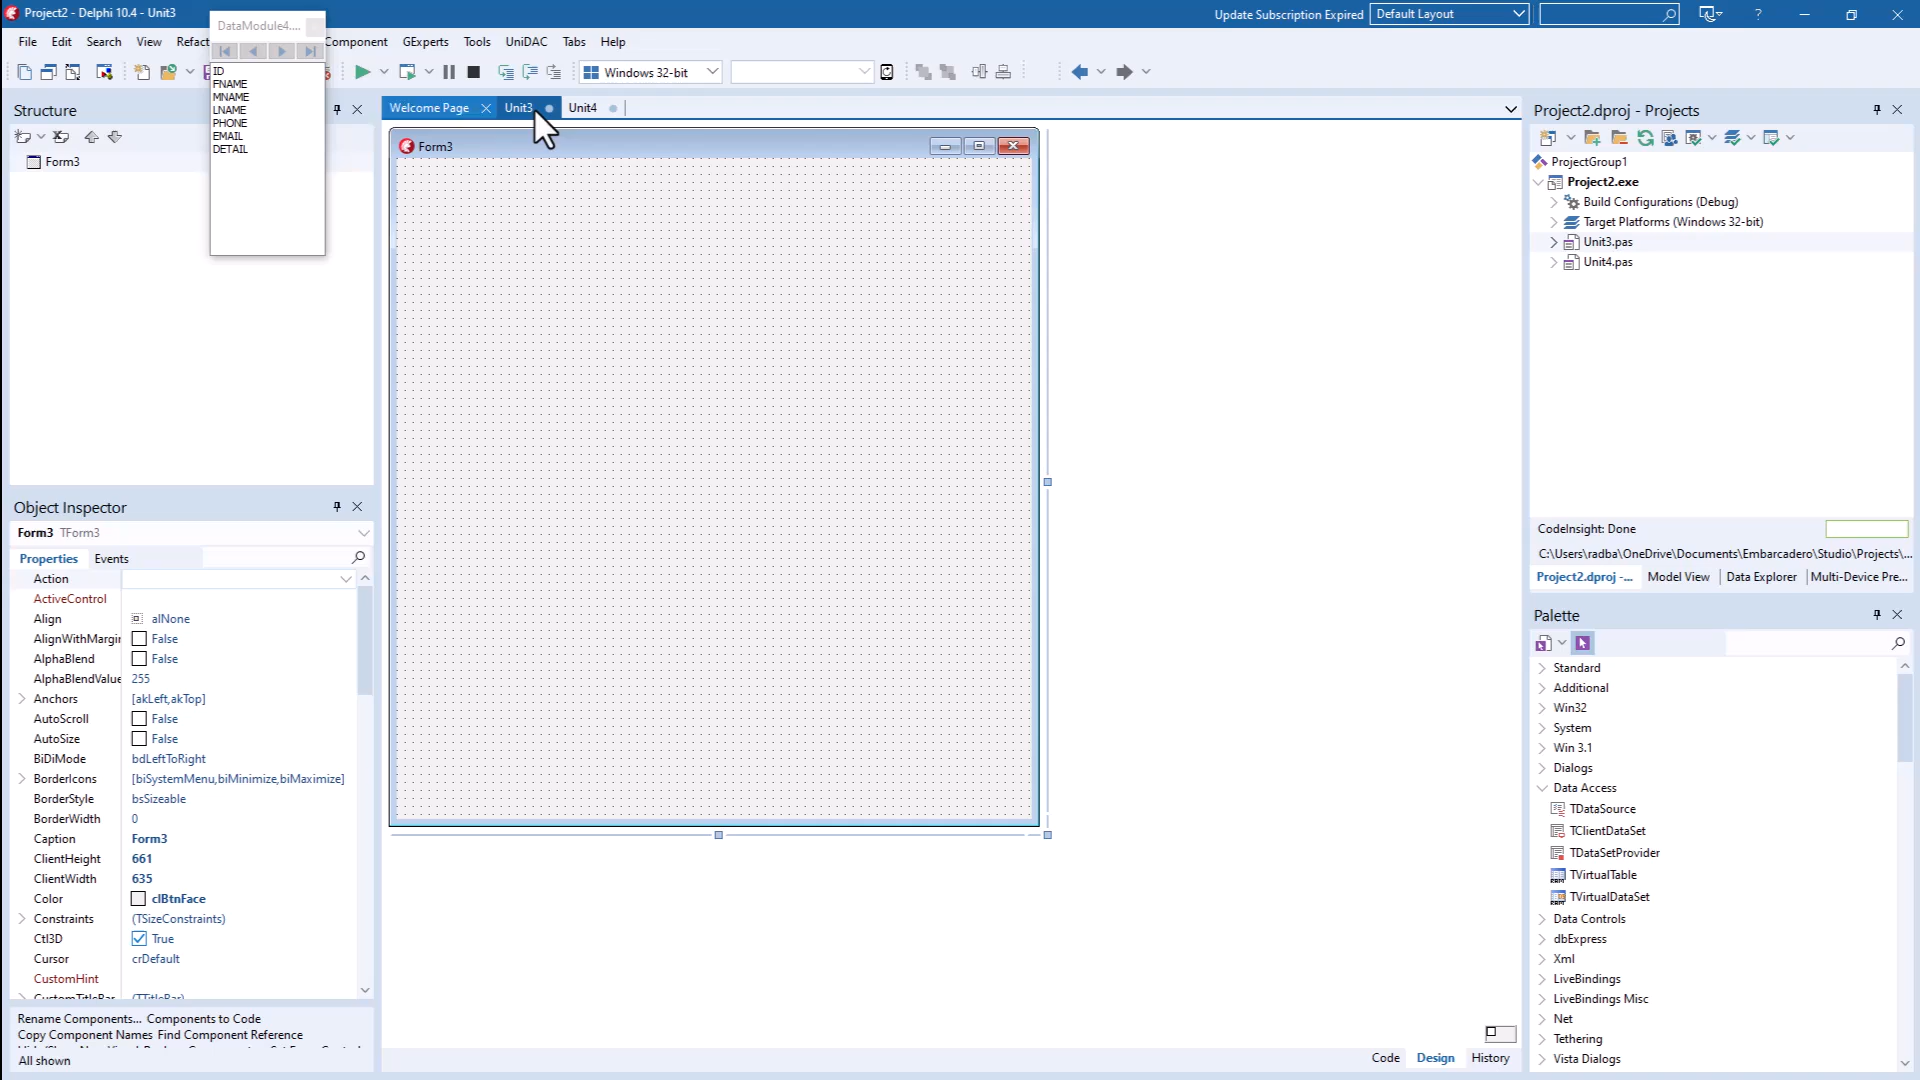 Project2 - Delphi 10.4 - Unit3
Update Subscription Expired
Default Layout
?
File Edit Search View Refact
Component GExperts Tools UniDAC Tabs Help
DataModule4....
ID
FNAME
MNAME
LNAME
PHONE
EMAIL
DETAIL
Windows 32-bit
Structure
Form3
Welcome Page
Unit3
Unit4
Form3
Object Inspector
Form3 TForm3
Properties Events
Action
ActiveControl
Align alNone
AlignWithMargin False
AlphaBlend False
AlphaBlendValue 255
Anchors [akLeft,akTop]
AutoScroll False
AutoSize False
BiDiMode bdLeftToRight
BorderIcons [biSystemMenu,biMinimize,biMaximize]
BorderStyle bsSizeable
BorderWidth 0
Caption Form3
ClientHeight 661
ClientWidth 635
Color clBtnFace
Constraints (TSizeConstraints)
Ctl3D True
Cursor crDefault
CustomHint
CustomTitleBar (TTitleBar)
Rename Components... Components to Code
Copy Component Names Find Component Reference
All shown
Code Design History
Project2.dproj - Projects
ProjectGroup1
Project2.exe
Build Configurations (Debug)
Target Platforms (Windows 32-bit)
Unit3.pas
Unit4.pas
CodeInsight: Done
C:\Users\radba\OneDrive\Documents\Embarcadero\Studio\Projects\...
Project2.dproj -... Model View Data Explorer Multi-Device Pre...
Palette
Standard
Additional
Win32
System
Win 3.1
Dialogs
Data Access
TDataSource
TClientDataSet
TDataSetProvider
TVirtualTable
TVirtualDataSet
Data Controls
dbExpress
Xml
LiveBindings
LiveBindings Misc
Net
Tethering
Vista Dialogs